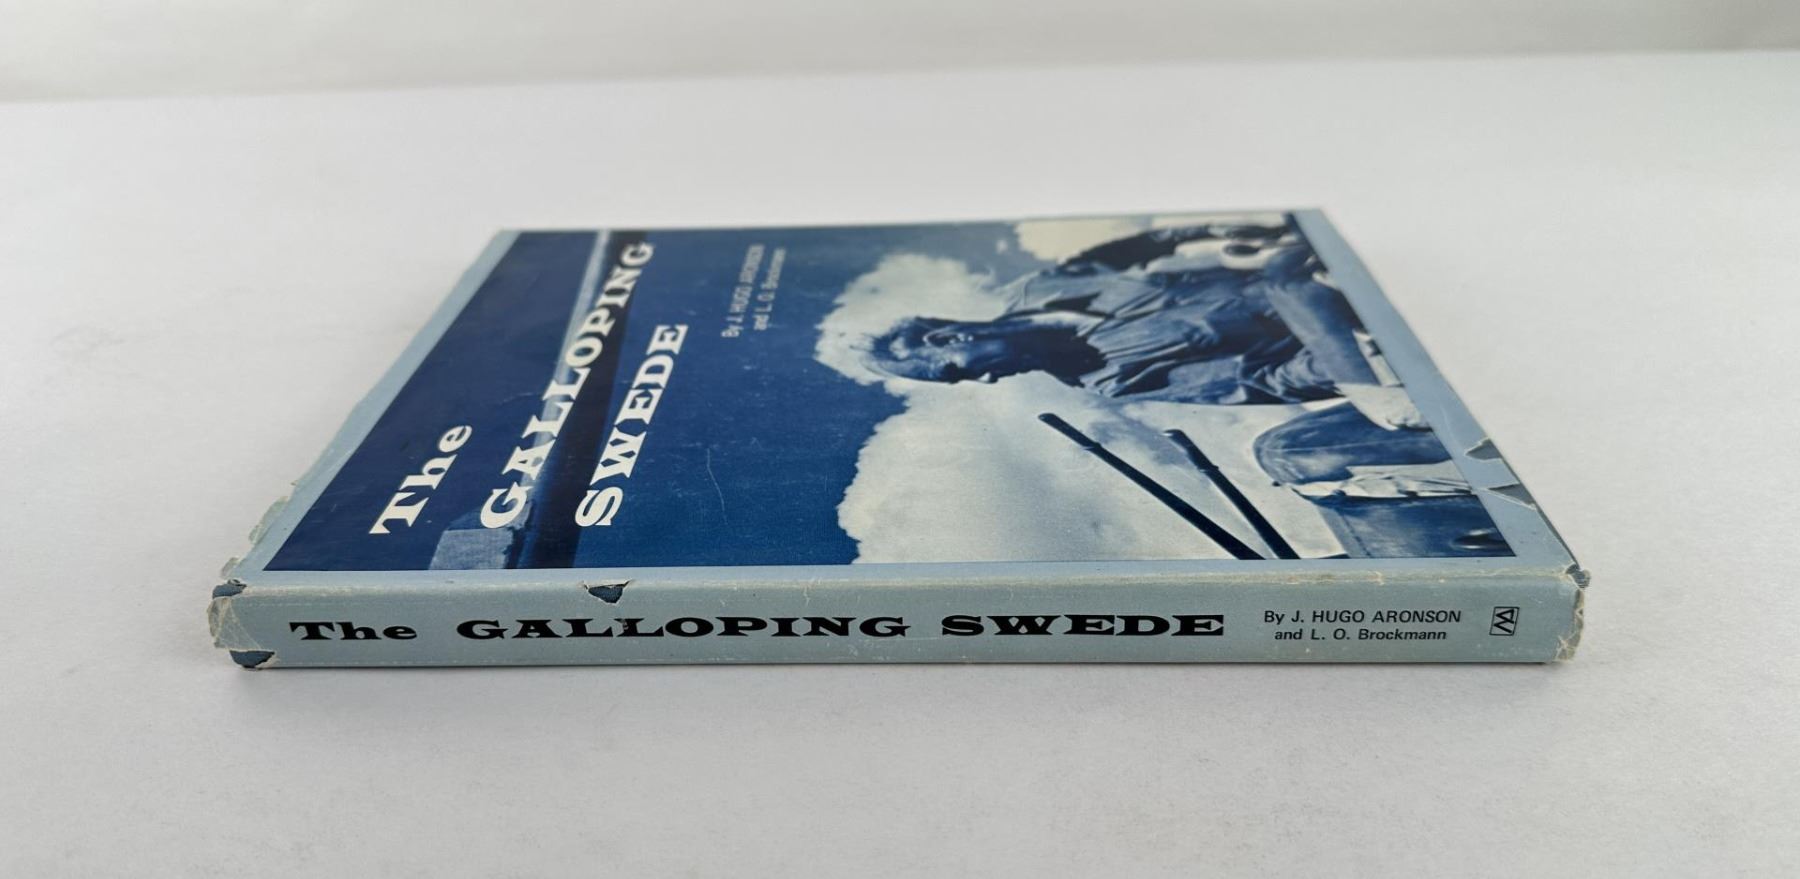 The
GALLOPING
SWEDE
By J. HUGO ARONSON
and L. O. Brockmann
The GALLOPING SWEDE
By J. HUGO ARONSON
and L. O. Brockmann